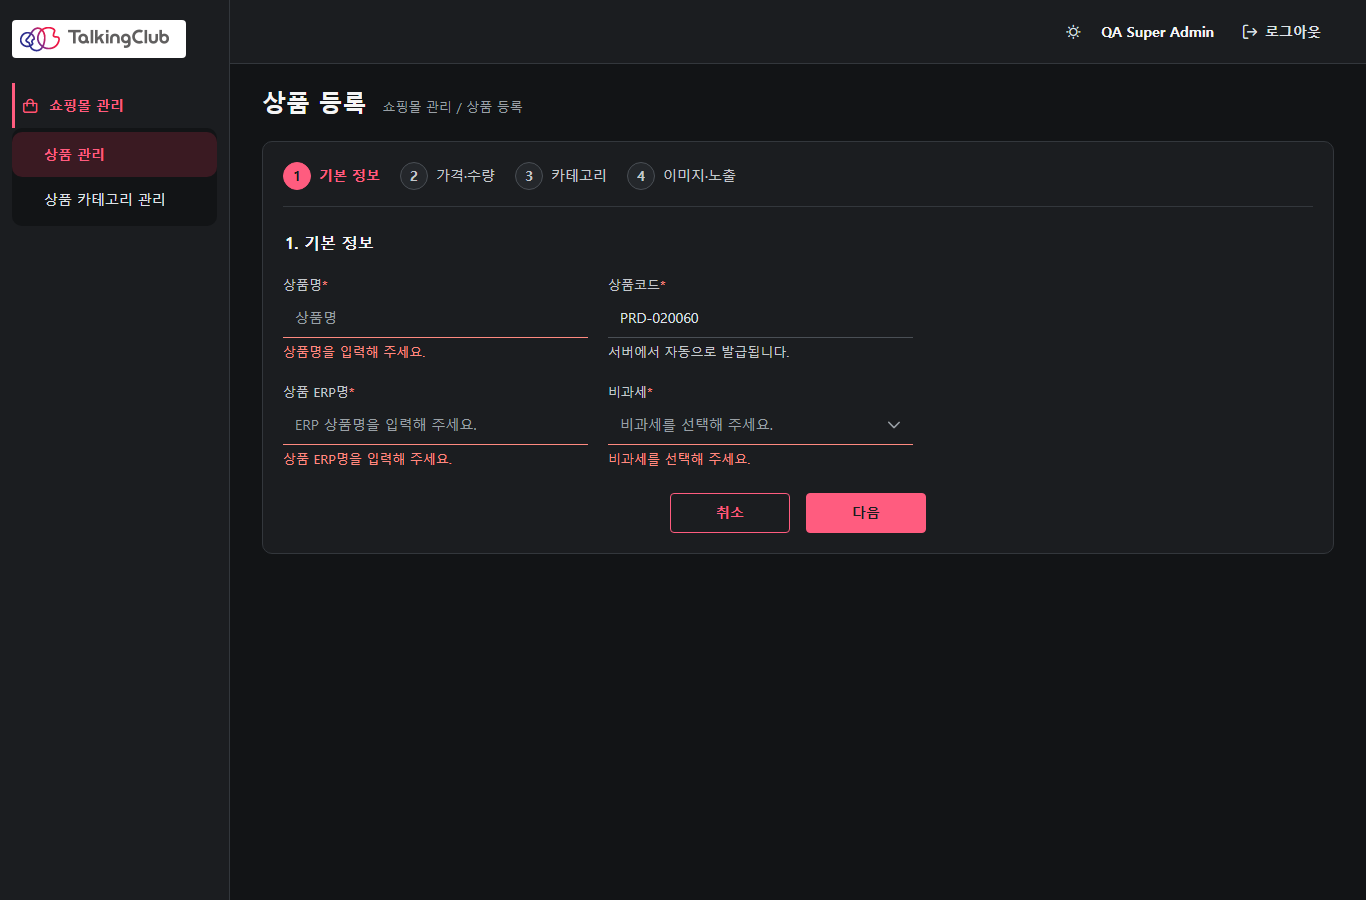 TalkingClub
QA Super Admin
로그아웃
쇼핑몰 관리
상품 관리
상품 카테고리 관리
상품 등록
쇼핑몰 관리 / 상품 등록
1 기본 정보
2 가격·수량
3 카테고리
4 이미지·노출
1. 기본 정보
상품명*
상품명
상품명을 입력해 주세요.
상품코드*
PRD-020060
서버에서 자동으로 발급됩니다.
상품 ERP명*
ERP 상품명을 입력해 주세요.
상품 ERP명을 입력해 주세요.
비과세*
비과세를 선택해 주세요.
비과세를 선택해 주세요.
취소
다음